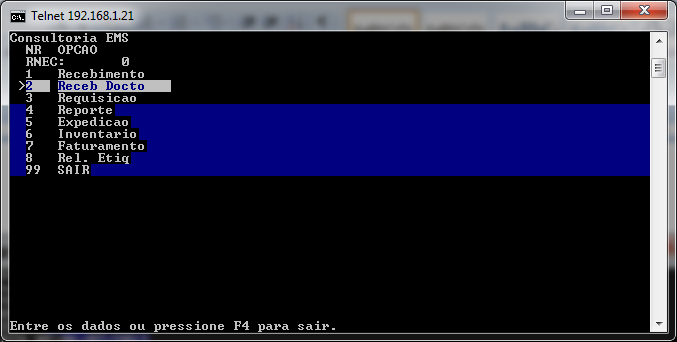 Telnet 192.168.1.21
Consultoria EMS
NR OPCAO
RNEC: 0
1 Recebimento
>2 Receb Docto
3 Requisicao
4 Reporte
5 Expedicao
6 Inventario
7 Faturamento
8 Rel. Etiq
99 SAIR
Entre os dados ou pressione F4 para sair.